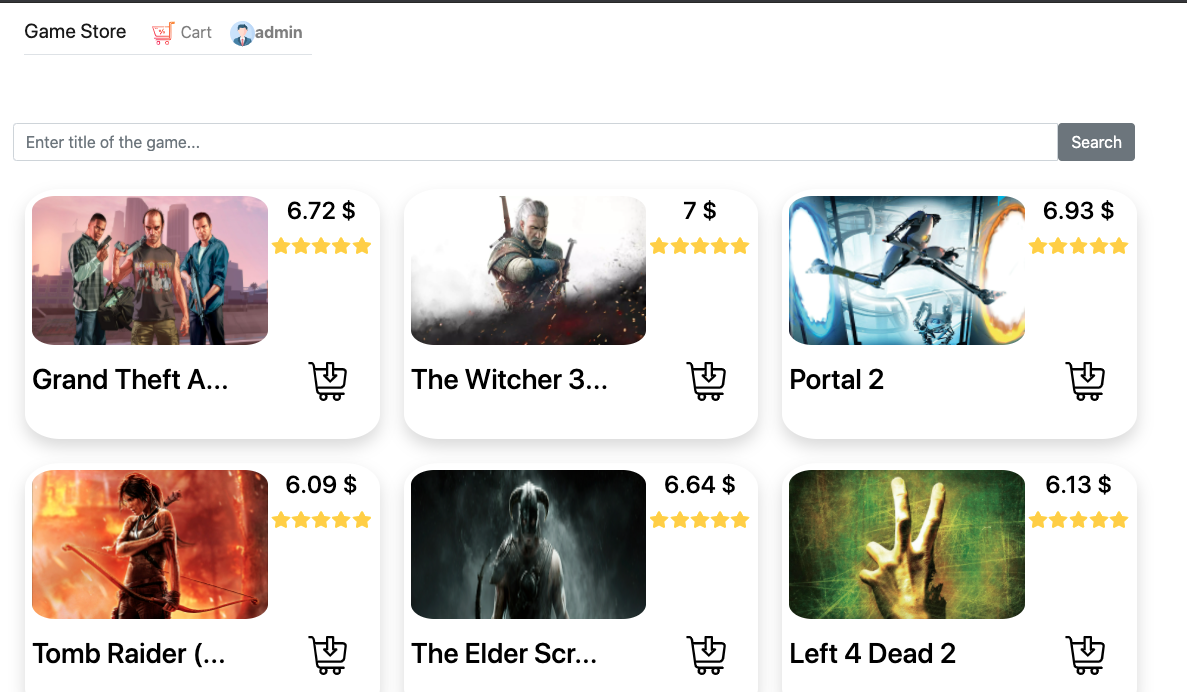 Game Store Cart admin
Enter title of the game... Search
6.72 $
Grand Theft A...
7 $
The Witcher 3...
6.93 $
Portal 2
6.09 $
Tomb Raider (...
6.64 $
The Elder Scr...
6.13 $
Left 4 Dead 2